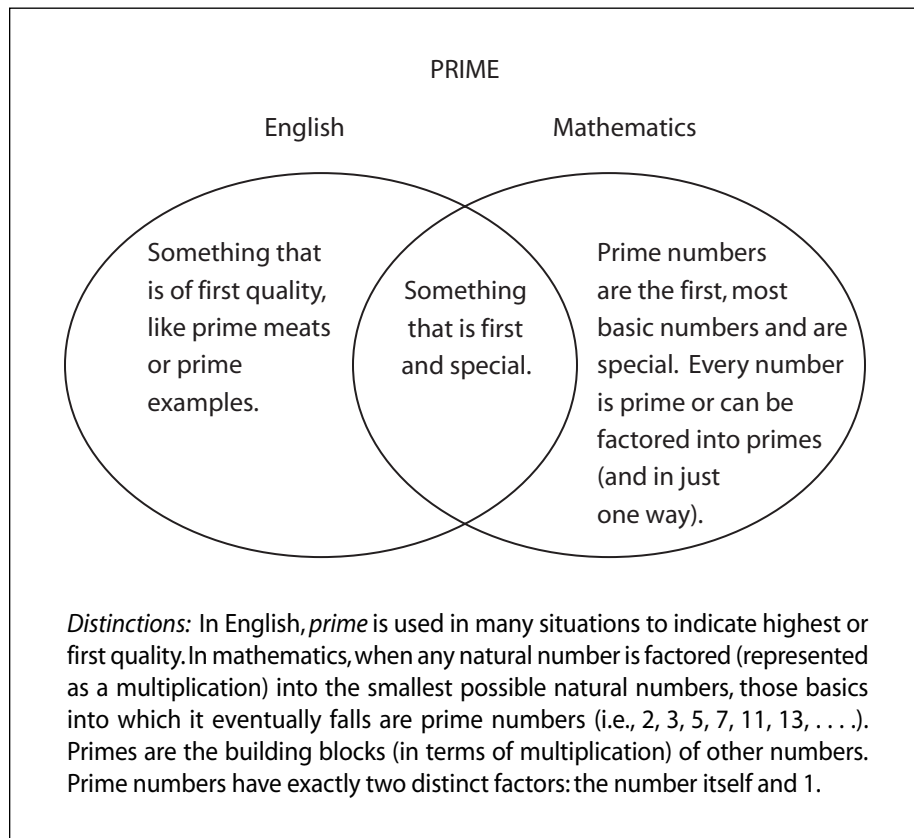 PRIME
English Mathematics
Something that
is of first quality,
like prime meats
or prime
examples.
Something
that is first
and special.
Prime numbers
are the first, most
basic numbers and are
special. Every number
is prime or can be
factored into primes
(and in just
one way).
Distinctions: In English, prime is used in many situations to indicate highest or
first quality. In mathematics, when any natural number is factored (represented
as a multiplication) into the smallest possible natural numbers, those basics
into which it eventually falls are prime numbers (i.e., 2, 3, 5, 7, 11, 13, . . . .).
Primes are the building blocks (in terms of multiplication) of other numbers.
Prime numbers have exactly two distinct factors: the number itself and 1.